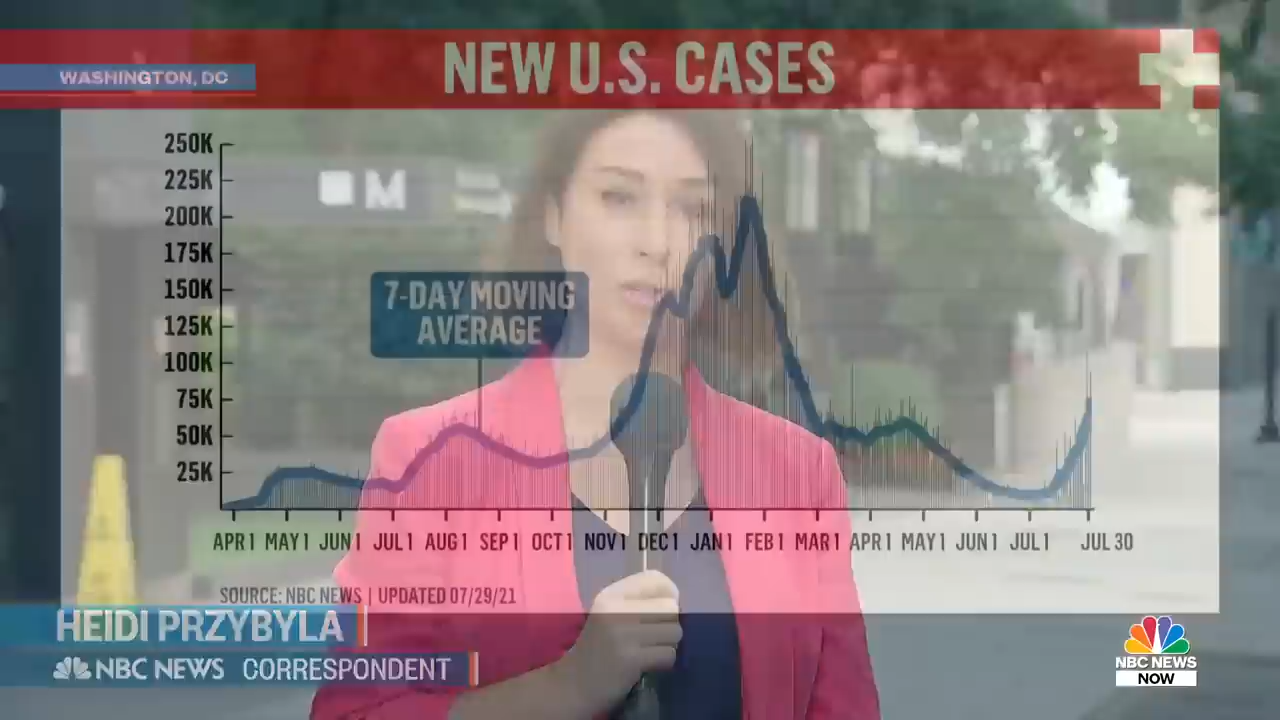 NEW U.S. CASES
WASHINGTON, DC
250K
225K
200K
175K
150K
125K
100K
75K
50K
25K
M
7-DAY MOVING
AVERAGE
APR 1 MAY 1 JUN 1 JUL 1 AUG 1 SEP 1 OCT 1 NOV 1 DEC 1 JAN 1 FEB 1 MAR 1 APR 1 MAY 1 JUN 1 JUL 1 JUL 30
SOURCE: NBC NEWS | UPDATED 07/29/21
HEIDI PRZYBYLA
NBC NEWS CORRESPONDENT
NBC NEWS
NOW